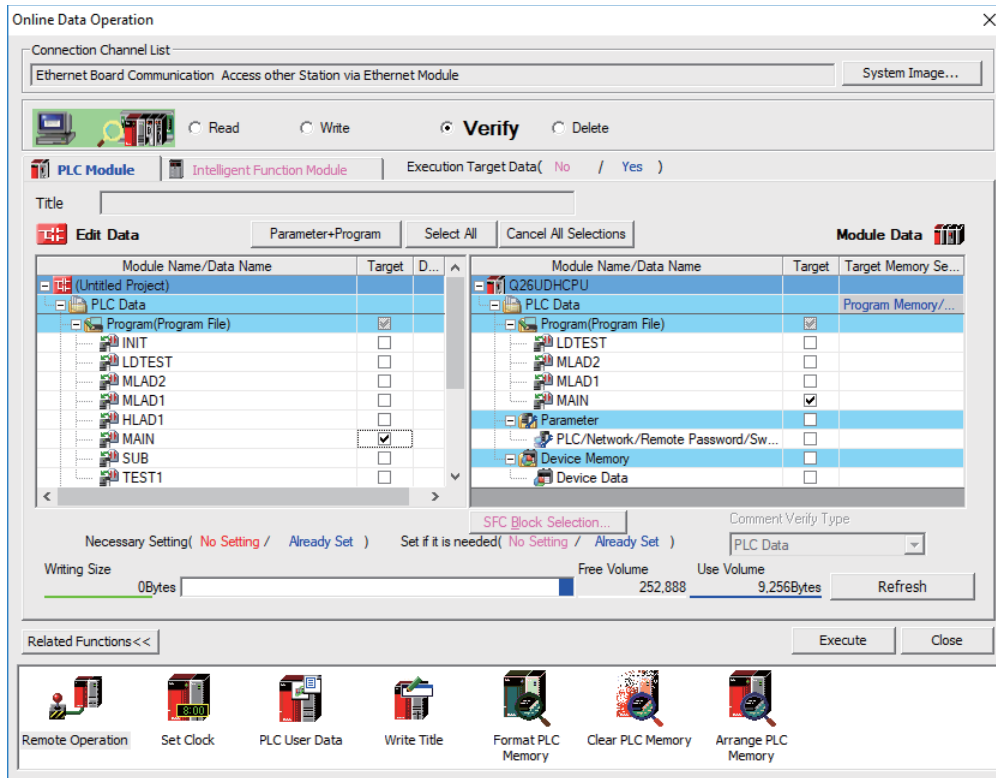 Online Data Operation
Connection Channel List
Ethernet Board Communication Access other Station via Ethernet Module
System Image...
Read Write Verify Delete
PLC Module Intelligent Function Module Execution Target Data( No / Yes )
Title
Edit Data Parameter+Program Select All Cancel All Selections Module Data
Module Name/Data Name Target D...
(Untitled Project)
PLC Data
Program(Program File)
INIT
LDTEST
MLAD2
MLAD1
HLAD1
MAIN
SUB
TEST1
Module Name/Data Name Target Target Memory Se...
Q26UDHCPU
PLC Data Program Memory/...
Program(Program File)
LDTEST
MLAD2
MLAD1
MAIN
Parameter
PLC/Network/Remote Password/Sw...
Device Memory
Device Data
SFC Block Selection...
Comment Verify Type
Necessary Setting( No Setting / Already Set ) Set if it is needed( No Setting / Already Set )
PLC Data
Writing Size Free Volume Use Volume
0Bytes 252,888 9,256Bytes Refresh
Related Functions<< Execute Close
8:00
Remote Operation Set Clock PLC User Data Write Title Format PLC Memory Clear PLC Memory Arrange PLC Memory